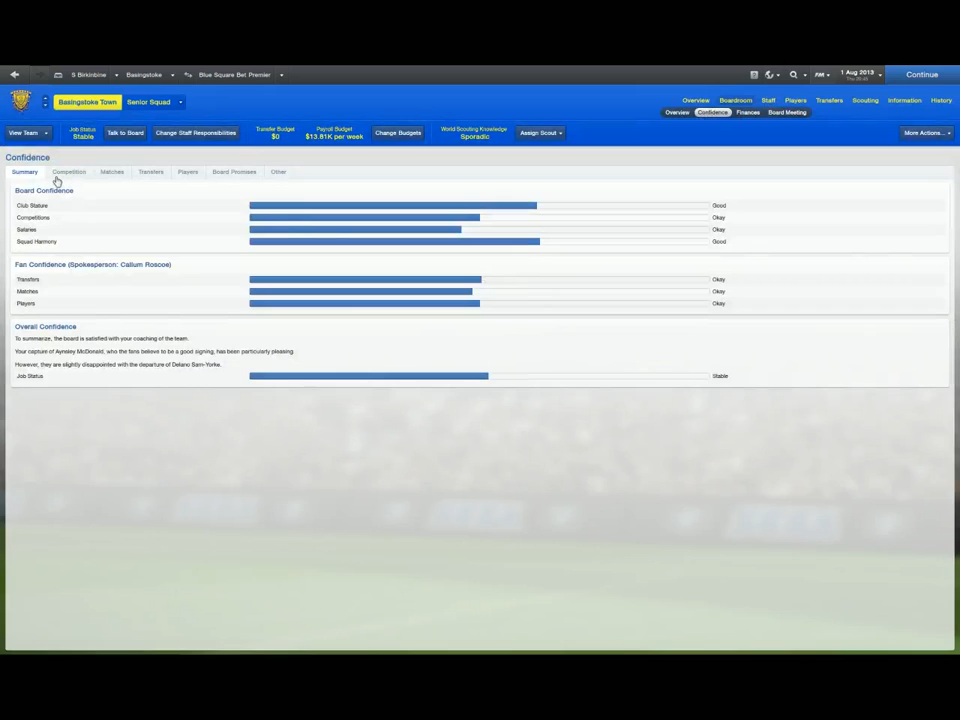 S Birkinbine Basingstoke Blue Square Bet Premier FM 1 Aug 2013 Continue
Basingstoke Town Senior Squad Overview Boardroom Staff Players Transfers Scouting Information History
Overview Confidence Finances Board Meeting
View Team Job Status Stable Talk to Board Change Staff Responsibilities Transfer Budget $0 Payroll Budget $13.81K per week Change Budgets World Scouting Knowledge Sporadic Assign Scout More Actions...
Confidence
Summary Competition Matches Transfers Players Board Promises Other
Board Confidence
Club Stature Good
Competitions Okay
Salaries Okay
Squad Harmony Good
Fan Confidence (Spokesperson: Callum Roscoe)
Transfers Okay
Matches Okay
Players Okay
Overall Confidence
To summarize, the board is satisfied with your coaching of the team.
Your capture of Aynsley McDonald, who the fans believe to be a good signing, has been particularly pleasing.
However, they are slightly disappointed with the departure of Delano Sam-Yorke.
Job Status Stable